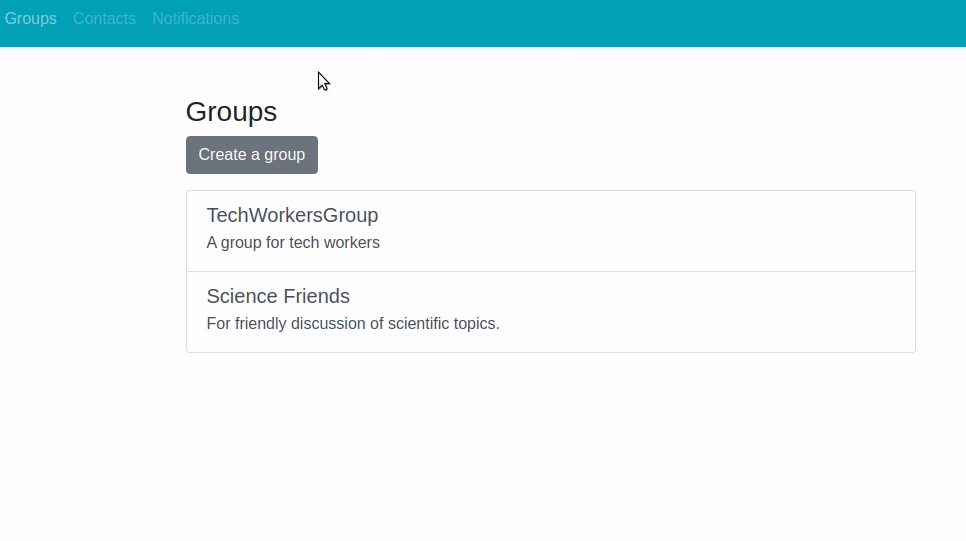 Groups Contacts Notifications
Groups
Create a group
TechWorkersGroup
A group for tech workers
Science Friends
For friendly discussion of scientific topics.